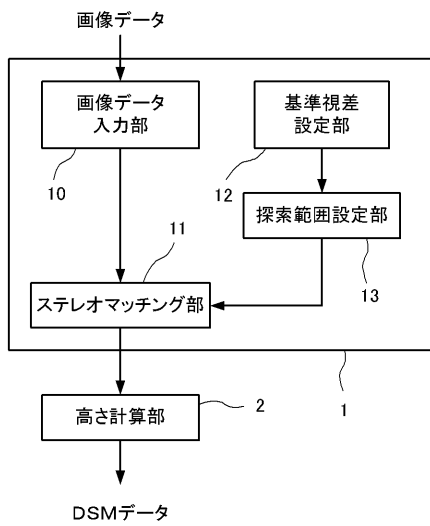 画像データ
画像データ
入力部
10
基準視差
設定部
12
探索範囲設定部
13
11
ステレオマッチング部
1
高さ計算部
2
DSMデータ